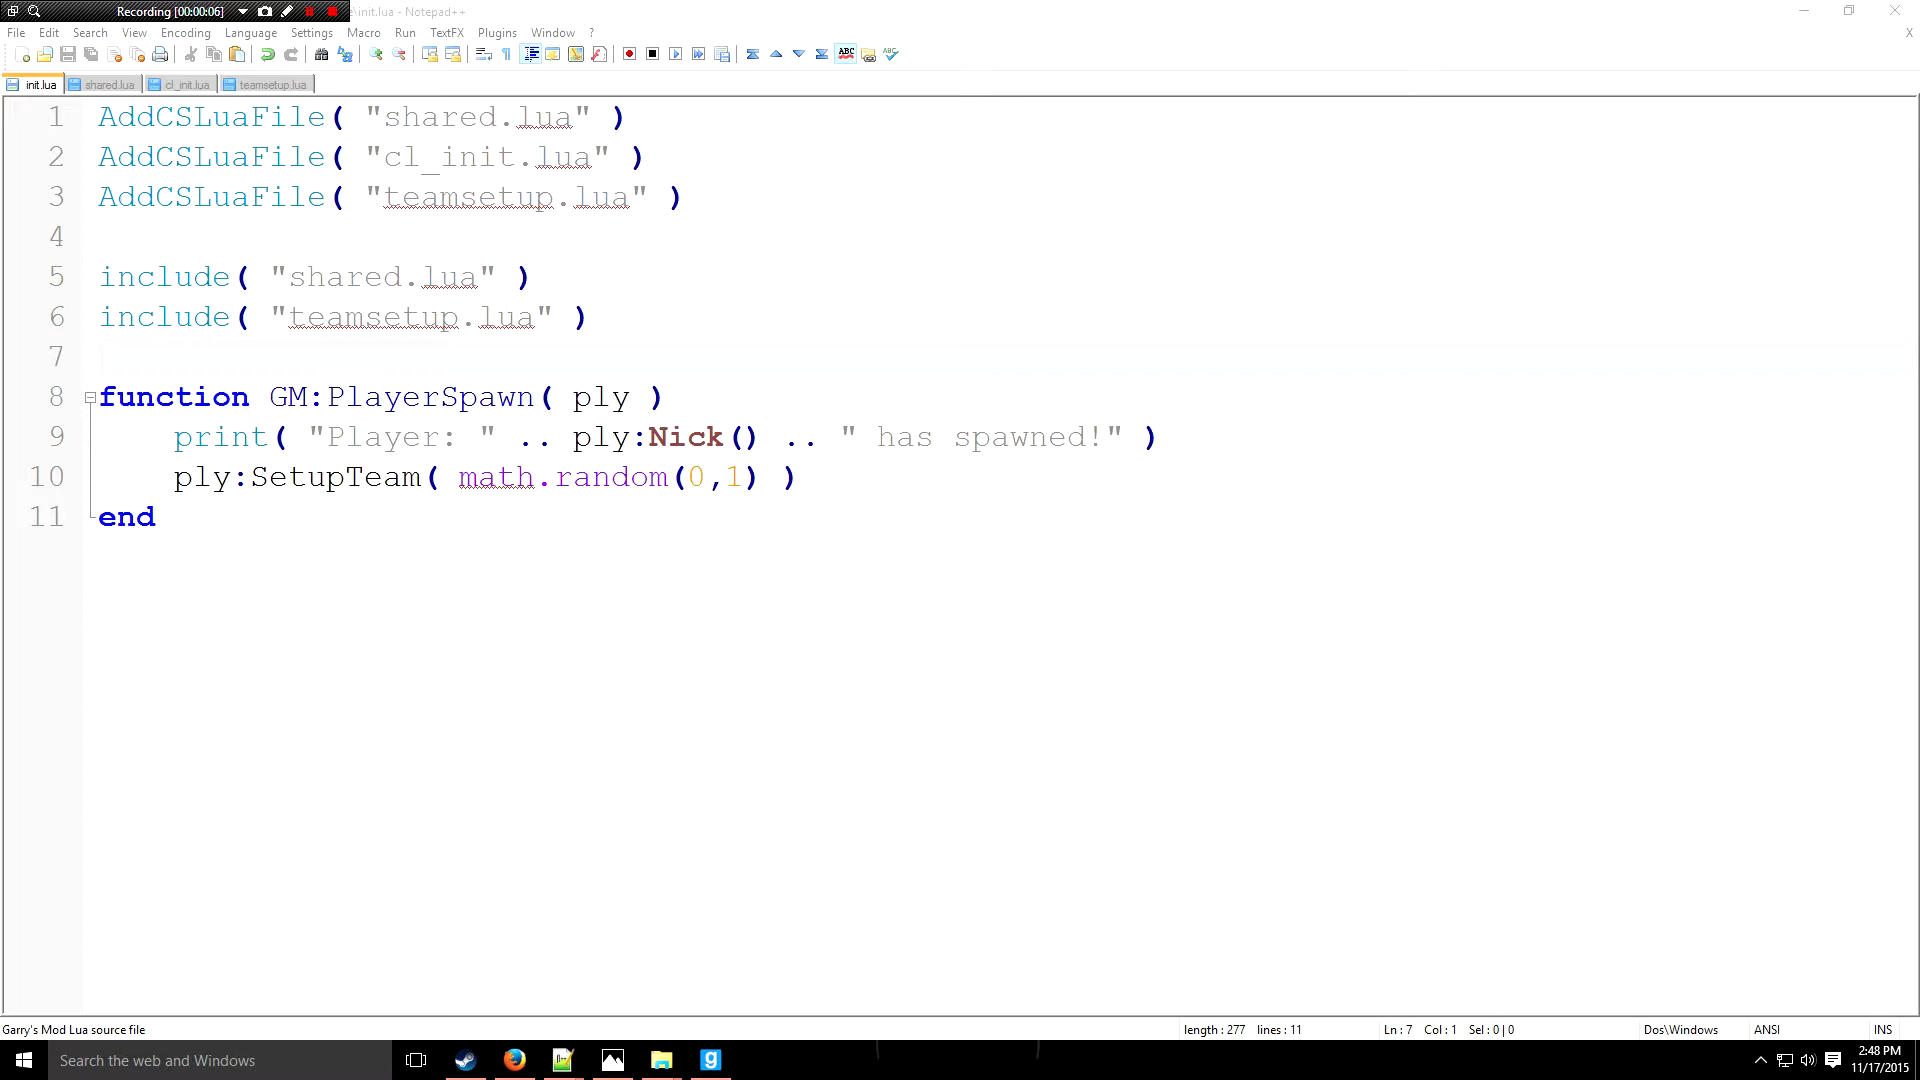 Recording [00:00:06]
e\init.lua - Notepad++
File Edit Search View Encoding Language Settings Macro Run TextFX Plugins Window ? X
init.lua shared.lua cl_init.lua teamsetup.lua
1 AddCSLuaFile( "shared.lua" )
2 AddCSLuaFile( "cl_init.lua" )
3 AddCSLuaFile( "teamsetup.lua" )
4
5 include( "shared.lua" )
6 include( "teamsetup.lua" )
7
8 function GM:PlayerSpawn( ply )
9 print( "Player: " .. ply:Nick() .. " has spawned!" )
10 ply:SetupTeam( math.random(0,1) )
11 end
Garry's Mod Lua source file length : 277 lines : 11 Ln : 7 Col : 1 Sel : 0 | 0 Dos\Windows ANSI INS
Search the web and Windows
2:48 PM
11/17/2015